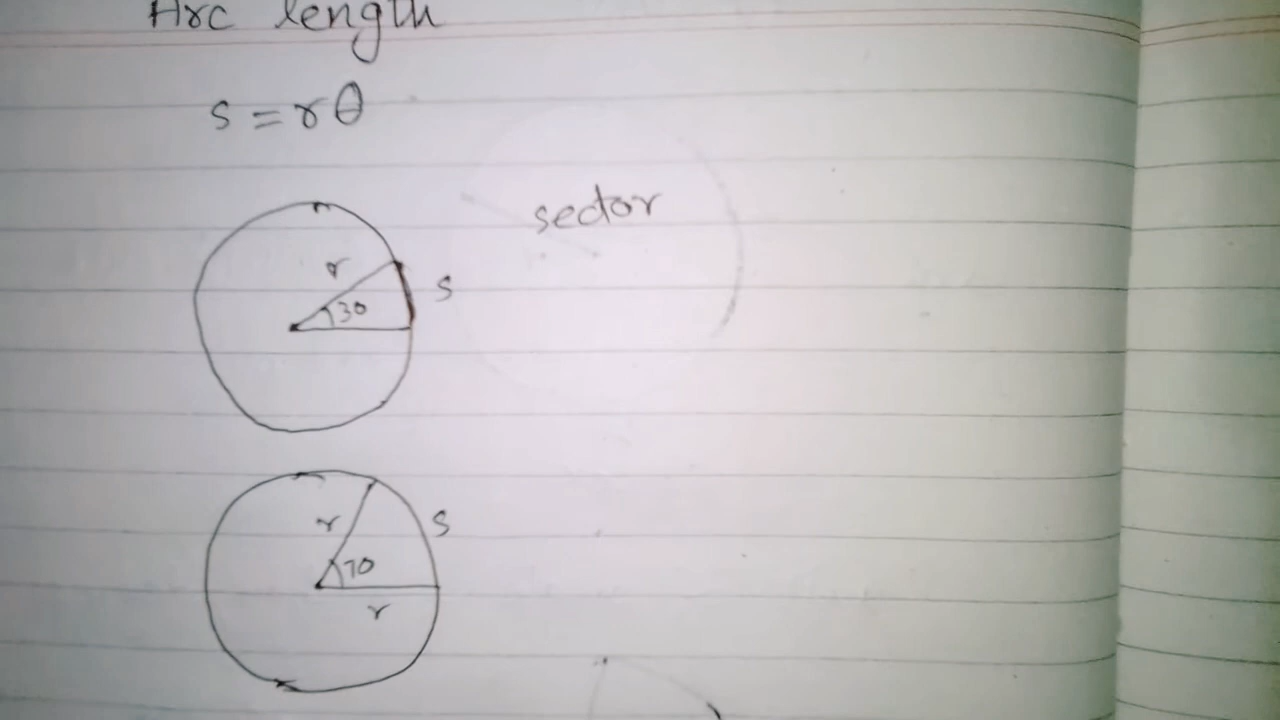 Arc length
s = rθ
sector
r
30
s
r
s
70
r